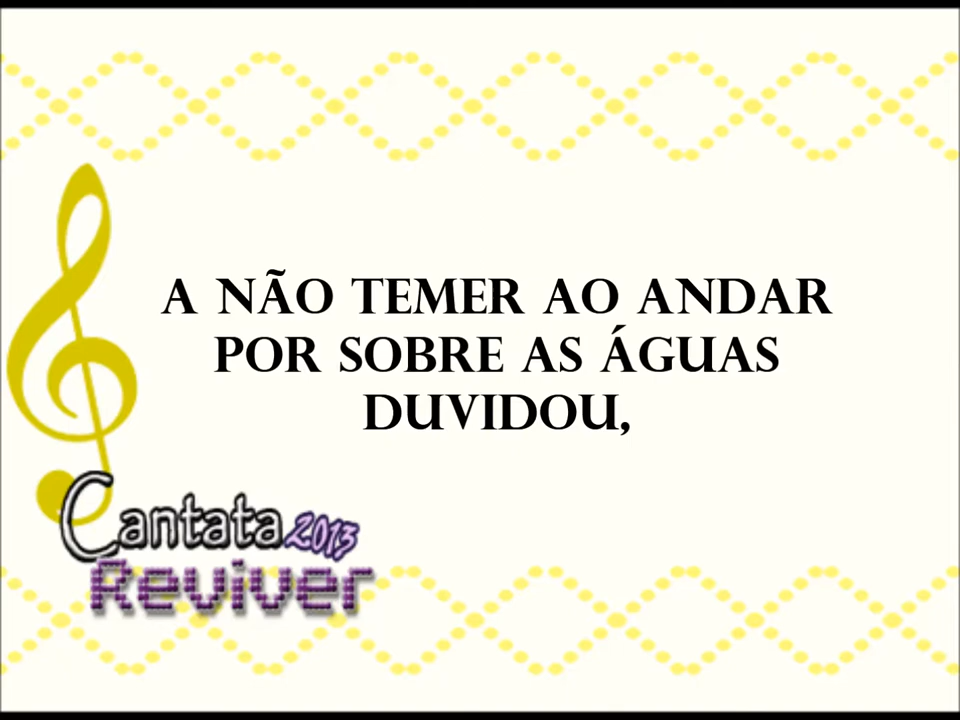 A NÃO TEMER AO ANDAR
POR SOBRE AS ÁGUAS
DUVIDOU,
Cantata 2013
Reviver